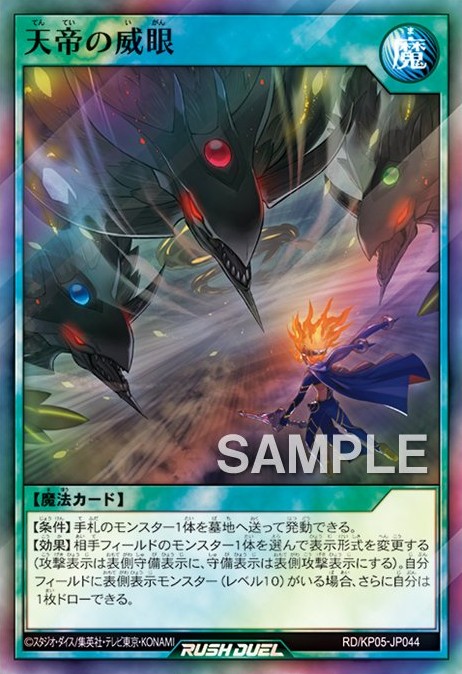 天帝の威眼
てんてい いがん
魔
ま
SAMPLE
【魔法カード】
【条件】手札のモンスター1体を墓地へ送って発動できる。
【効果】相手フィールドのモンスター1体を選んで表示形式を変更する
(攻撃表示は表側守備表示に、守備表示は表側攻撃表示にする)。自分
フィールドに表側表示モンスター(レベル10)がいる場合、さらに自分は
1枚ドローできる。
©スタジオ・ダイス/集英社・テレビ東京・KONAMI
RUSH DUEL
RD/KP05-JP044